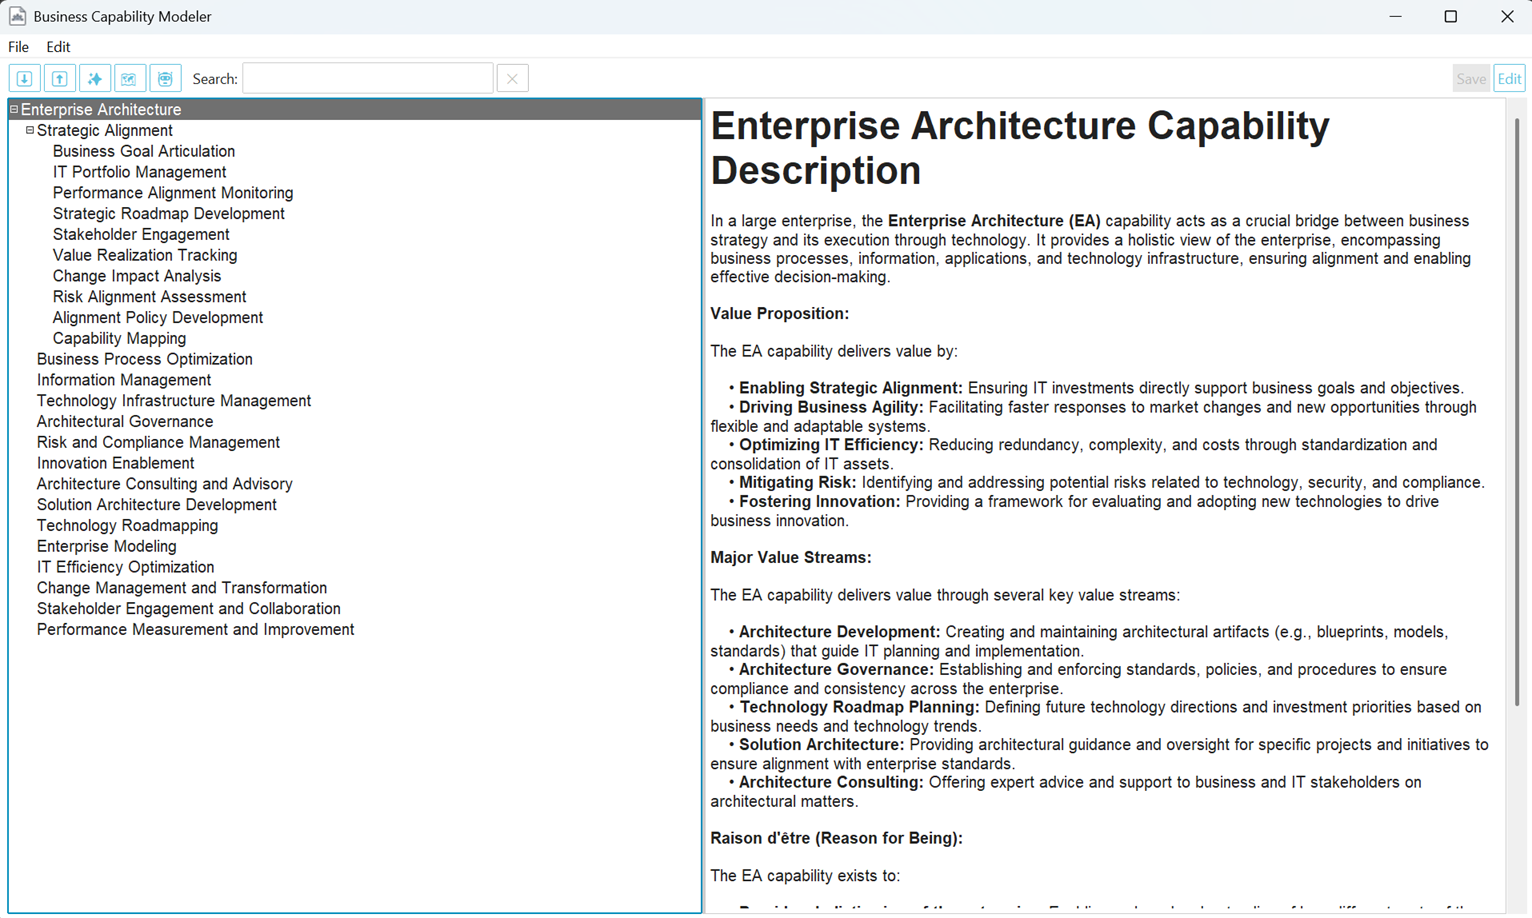 Business Capability Modeler
File Edit
Search:
Save Edit
Enterprise Architecture
Strategic Alignment
Business Goal Articulation
IT Portfolio Management
Performance Alignment Monitoring
Strategic Roadmap Development
Stakeholder Engagement
Value Realization Tracking
Change Impact Analysis
Risk Alignment Assessment
Alignment Policy Development
Capability Mapping
Business Process Optimization
Information Management
Technology Infrastructure Management
Architectural Governance
Risk and Compliance Management
Innovation Enablement
Architecture Consulting and Advisory
Solution Architecture Development
Technology Roadmapping
Enterprise Modeling
IT Efficiency Optimization
Change Management and Transformation
Stakeholder Engagement and Collaboration
Performance Measurement and Improvement
Enterprise Architecture Capability
Description
In a large enterprise, the Enterprise Architecture (EA) capability acts as a crucial bridge between business
strategy and its execution through technology. It provides a holistic view of the enterprise, encompassing
business processes, information, applications, and technology infrastructure, ensuring alignment and enabling
effective decision-making.
Value Proposition:
The EA capability delivers value by:
• Enabling Strategic Alignment: Ensuring IT investments directly support business goals and objectives.
• Driving Business Agility: Facilitating faster responses to market changes and new opportunities through
flexible and adaptable systems.
• Optimizing IT Efficiency: Reducing redundancy, complexity, and costs through standardization and
consolidation of IT assets.
• Mitigating Risk: Identifying and addressing potential risks related to technology, security, and compliance.
• Fostering Innovation: Providing a framework for evaluating and adopting new technologies to drive
business innovation.
Major Value Streams:
The EA capability delivers value through several key value streams:
• Architecture Development: Creating and maintaining architectural artifacts (e.g., blueprints, models,
standards) that guide IT planning and implementation.
• Architecture Governance: Establishing and enforcing standards, policies, and procedures to ensure
compliance and consistency across the enterprise.
• Technology Roadmap Planning: Defining future technology directions and investment priorities based on
business needs and technology trends.
• Solution Architecture: Providing architectural guidance and oversight for specific projects and initiatives to
ensure alignment with enterprise standards.
• Architecture Consulting: Offering expert advice and support to business and IT stakeholders on
architectural matters.
Raison d'être (Reason for Being):
The EA capability exists to: